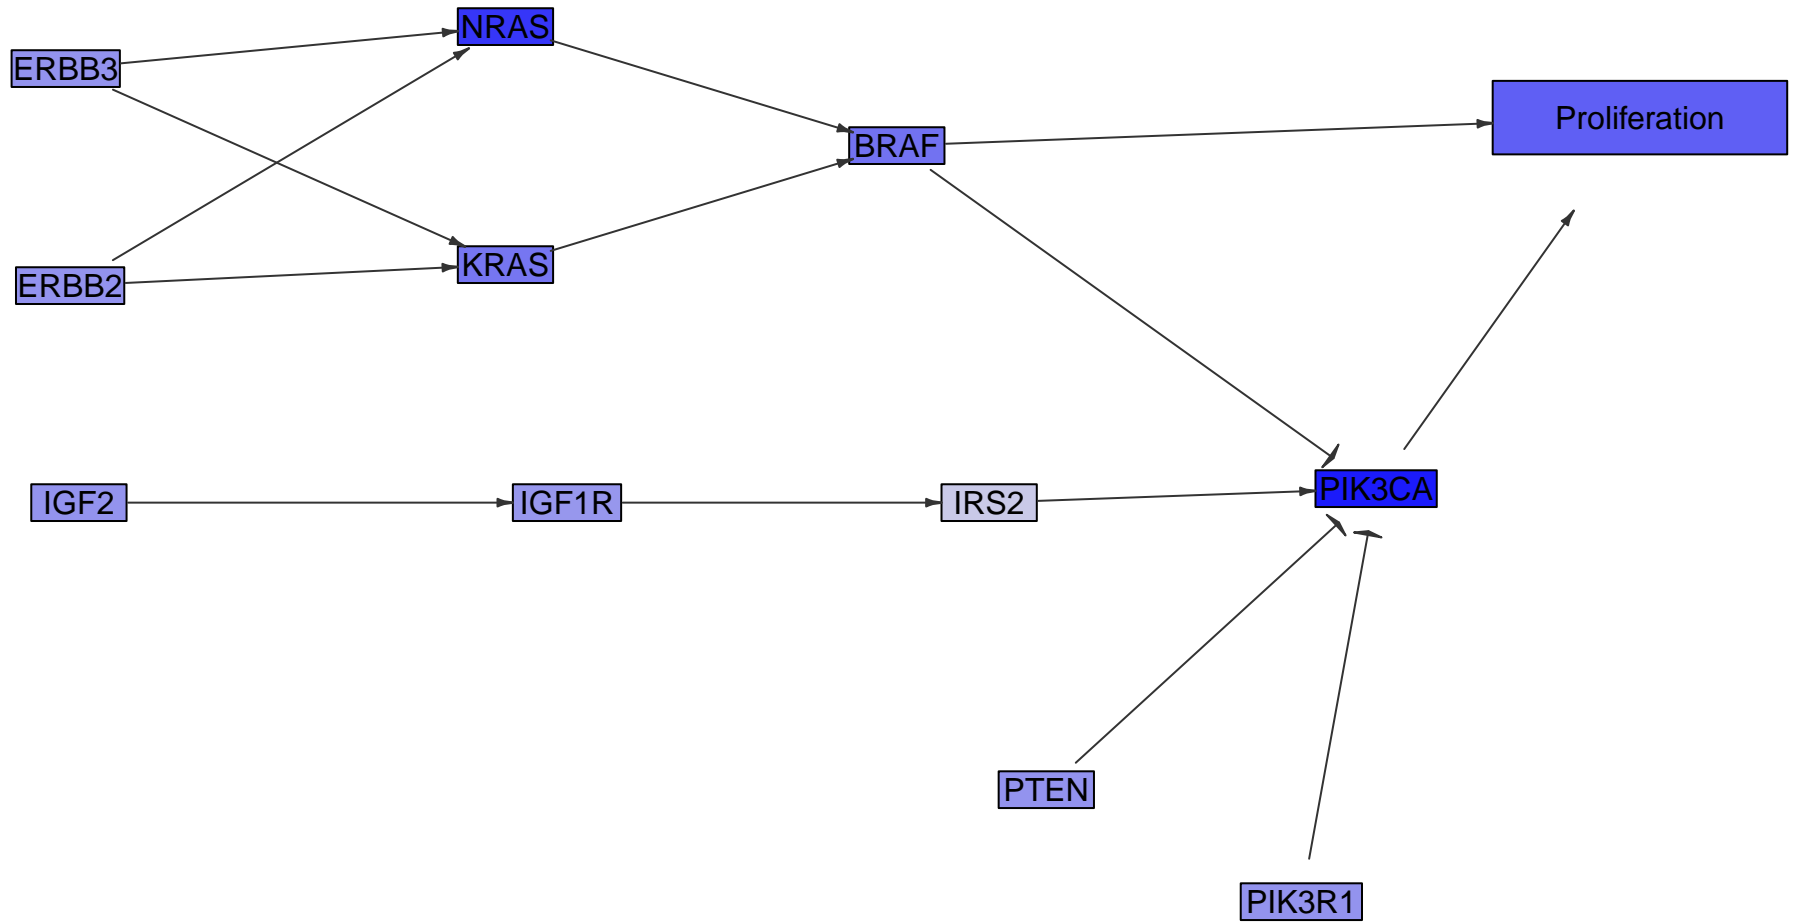 NRAS
ERBB3
Proliferation
BRAF
KRAS
ERBB2
IGF2
IGF1R
IRS2
PIK3CA
PTEN
PIK3R1